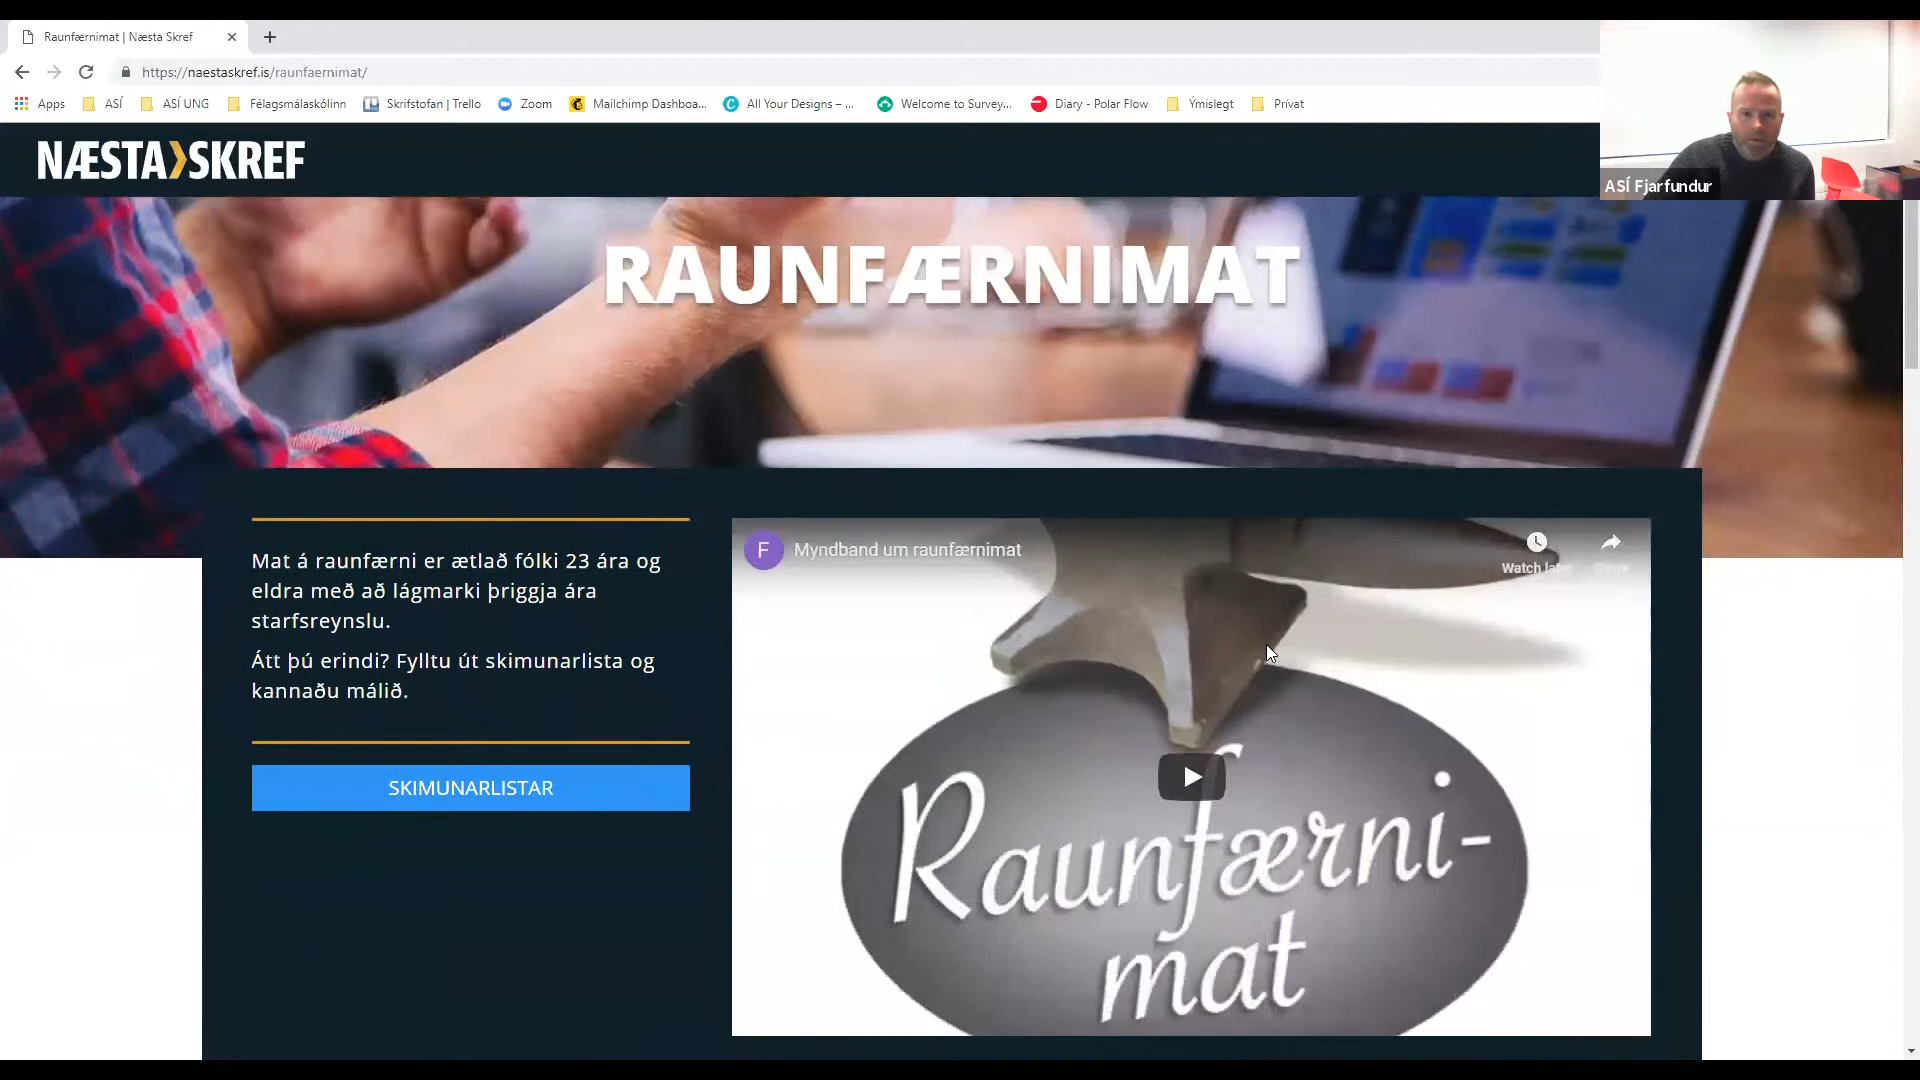 Raunfærnimat | Næsta Skref
https://naestaskref.is/raunfaernimat/
Apps ASÍ ASÍ UNG Félagsmálaskólinn Skrifstofan | Trello Zoom Mailchimp Dashboa... All Your Designs – ... Welcome to Survey... Diary - Polar Flow Ýmislegt Prívat
NÆSTA SKREF
ASÍ Fjarfundur
RAUNFÆRNIMAT
Mat á raunfærni er ætlað fólki 23 ára og
eldra með að lágmarki þriggja ára
starfsreynslu.
Átt þú erindi? Fylltu út skimunarlista og
kannaðu málið.
SKIMUNARLISTAR
F Myndband um raunfærnimat
Watch later
Share
Raunfærni-
mat